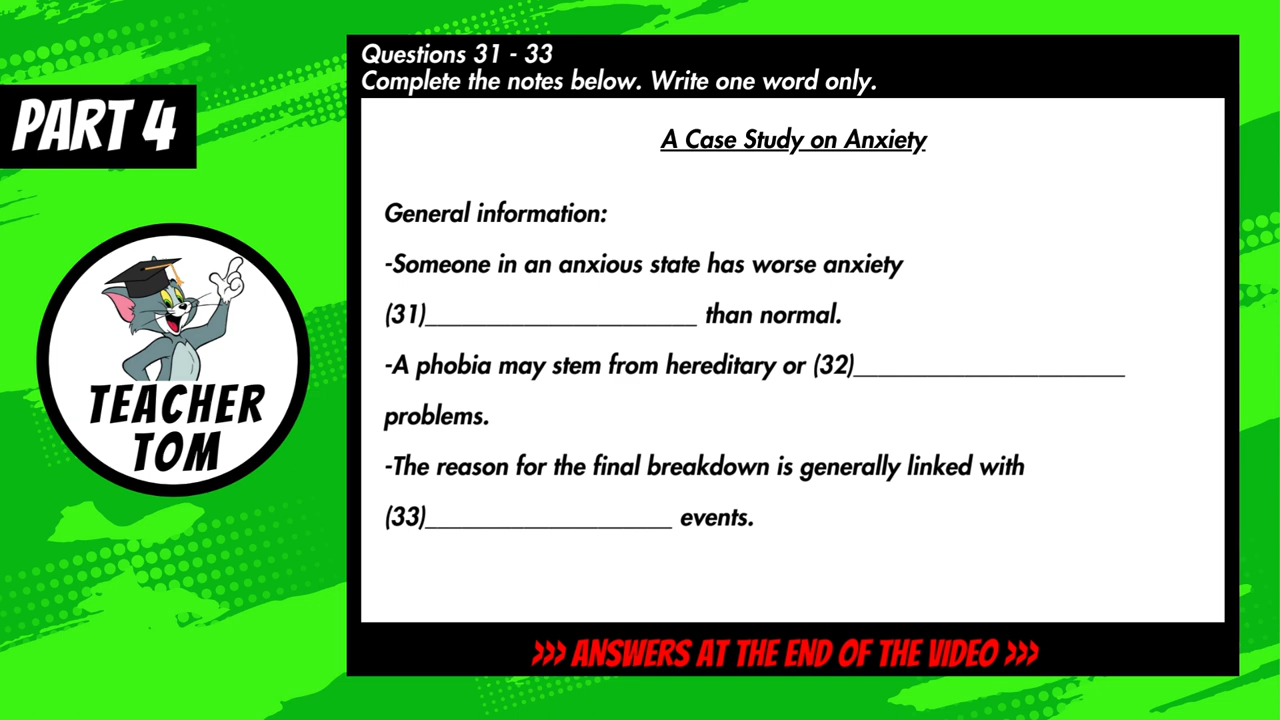 PART 4
TEACHER
TOM
Questions 31 - 33
Complete the notes below. Write one word only.
A Case Study on Anxiety
General information:
-Someone in an anxious state has worse anxiety
(31)______________________ than normal.
-A phobia may stem from hereditary or (32)______________________
problems.
-The reason for the final breakdown is generally linked with
(33)____________________ events.
>>> ANSWERS AT THE END OF THE VIDEO >>>